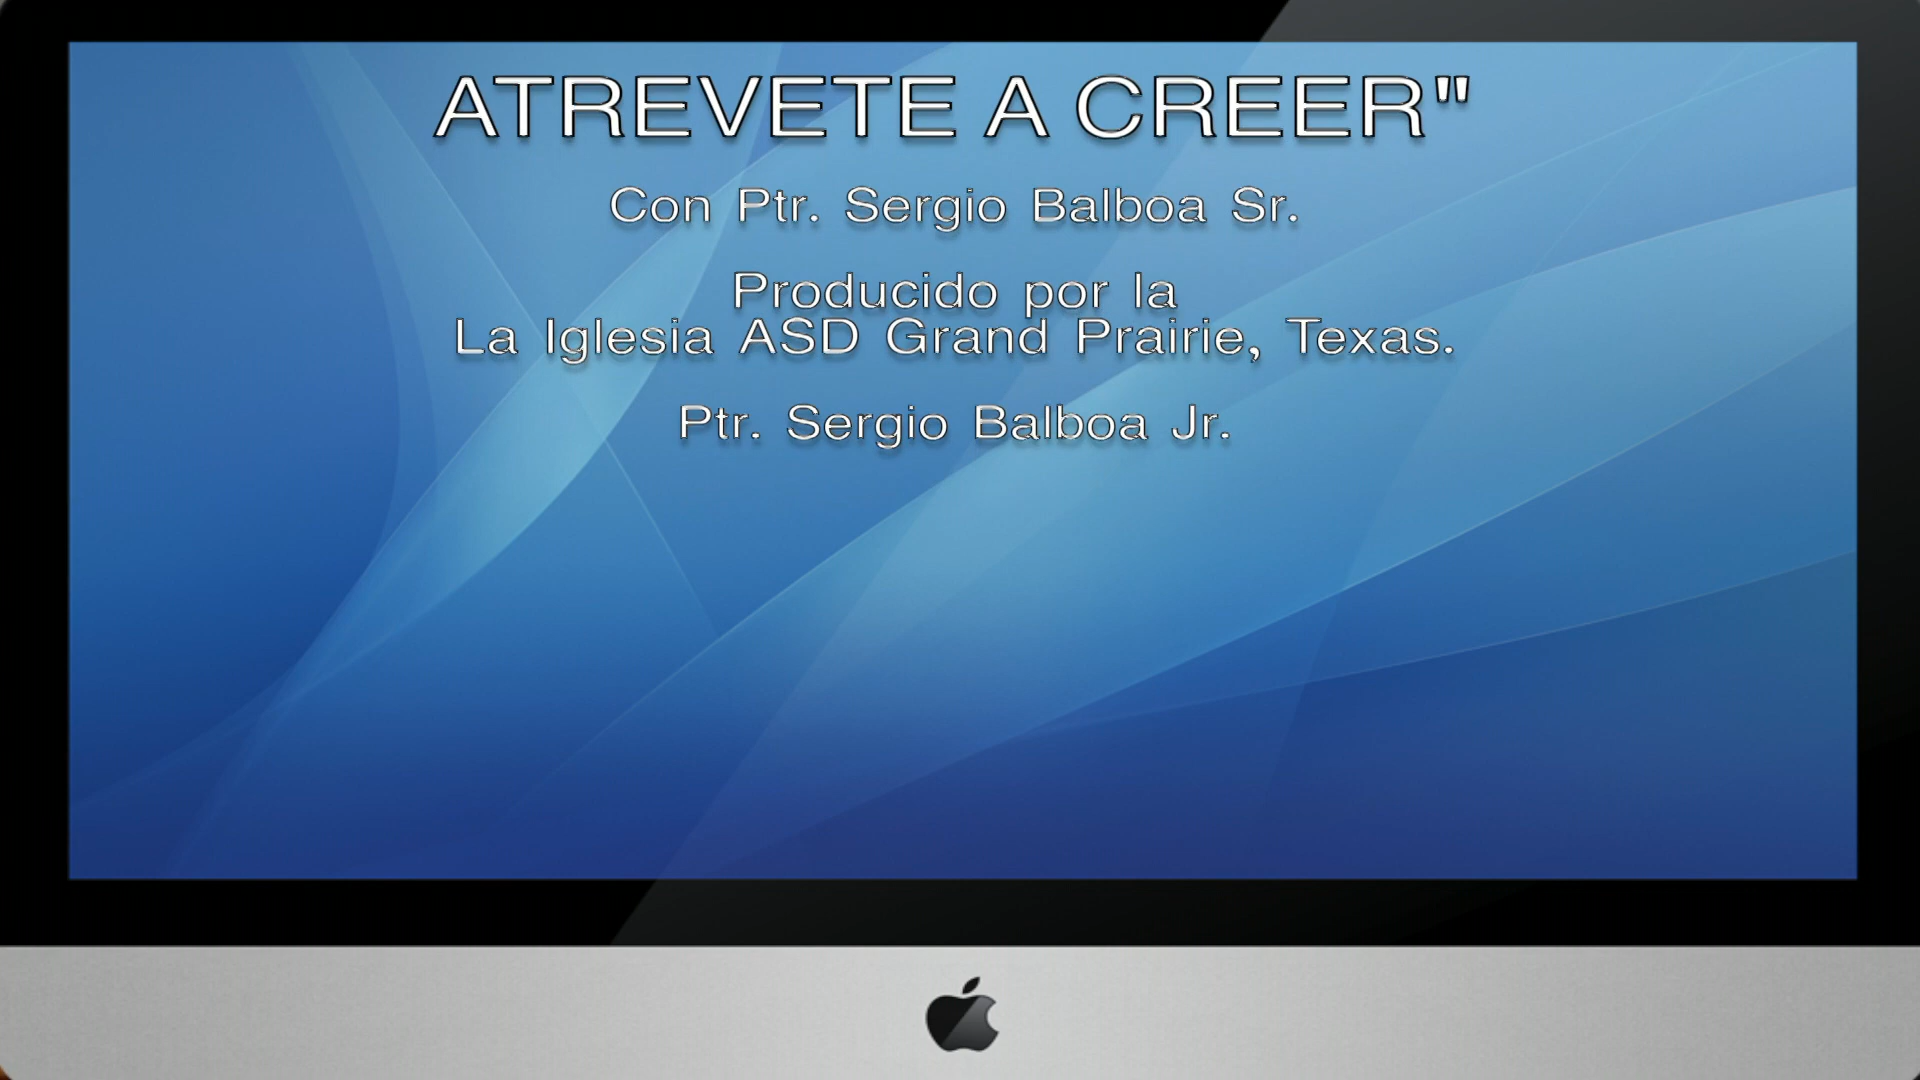 ATREVETE A CREER"
Con Ptr. Sergio Balboa Sr.
Producido por la
La Iglesia ASD Grand Prairie, Texas.
Ptr. Sergio Balboa Jr.